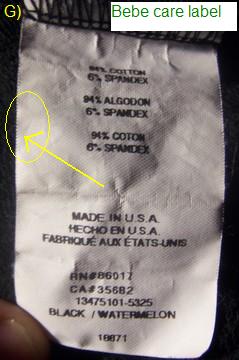 G)
Bebe care label
94% COTTON
6% SPANDEX
94% ALGODON
6% SPANDEX
94% COTON
6% SPANDEX
MADE IN U.S.A.
HECHO EN U.S.A.
FABRIQUÉ AUX ÉTATS-UNIS
RN#86017
CA#35682
13475101-5325
BLACK / WATERMELON
18871